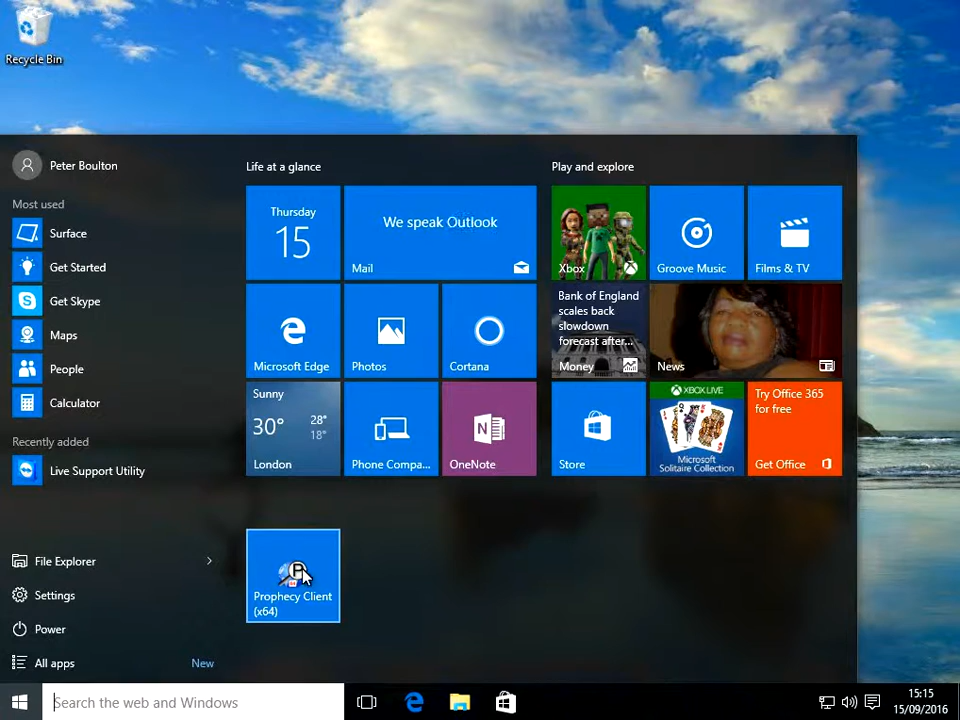 Recycle Bin
Peter Boulton
Most used
Surface
Get Started
Get Skype
Maps
People
Calculator
Recently added
Live Support Utility
File Explorer
Settings
Power
All apps
New
Life at a glance
Thursday
15
We speak Outlook
Mail
Microsoft Edge
Photos
Cortana
Sunny
30°
28°
18°
London
Phone Compa...
OneNote
Prophecy Client
(x64)
Play and explore
Xbox
Groove Music
Films & TV
Bank of England
scales back
slowdown
forecast after...
Money
News
Store
XBOX LIVE
Microsoft
Solitaire Collection
Try Office 365
for free
Get Office
Search the web and Windows
15:15
15/09/2016